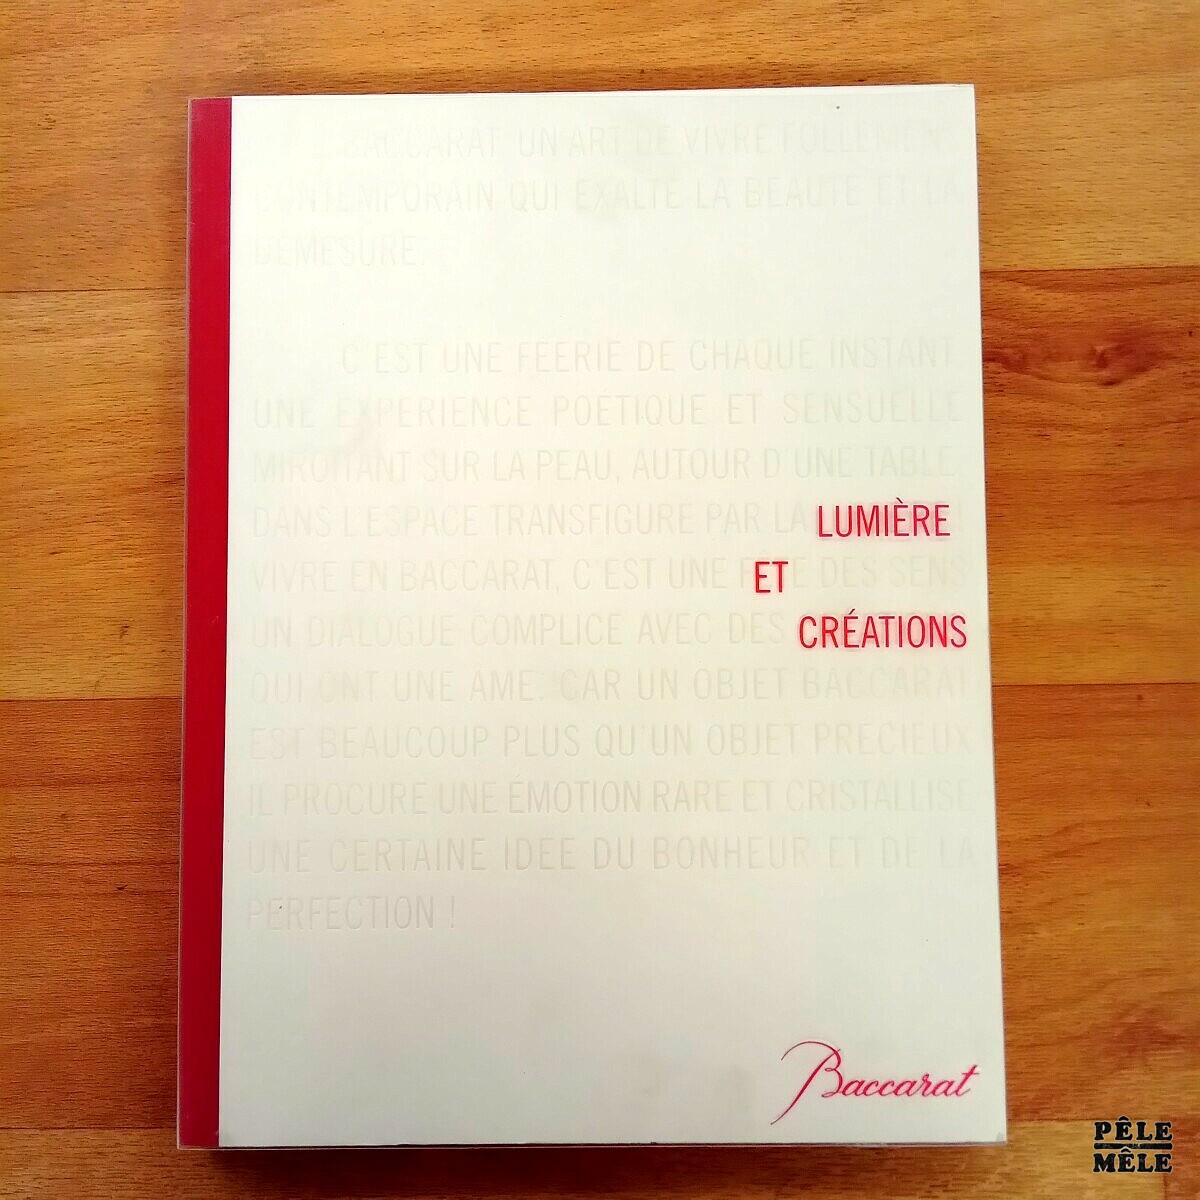 BACCARAT UN ART DE VIVRE FOLLEMENT
CONTEMPORAIN QUI EXALTE LA BEAUTE ET LA
DEMESURE.
C'EST UNE FEERIE DE CHAQUE INSTANT
UNE EXPERIENCE POETIQUE ET SENSUELLE
MIROITANT SUR LA PEAU, AUTOUR D'UNE TABLE
DANS L'ESPACE TRANSFIGURE PAR LA LUMIÈRE
VIVRE EN BACCARAT, C'EST UNE ET DES SENS
UN DIALOGUE COMPLICE AVEC DES CRÉATIONS
QUI ONT UNE AME. CAR UN OBJET BACCARAT
EST BEAUCOUP PLUS QU'UN OBJET PRECIEUX
IL PROCURE UNE ÉMOTION RARE ET CRISTALLISE
UNE CERTAINE IDEE DU BONHEUR ET DE LA
PERFECTION !
Baccarat
PÊLE
MÊLE